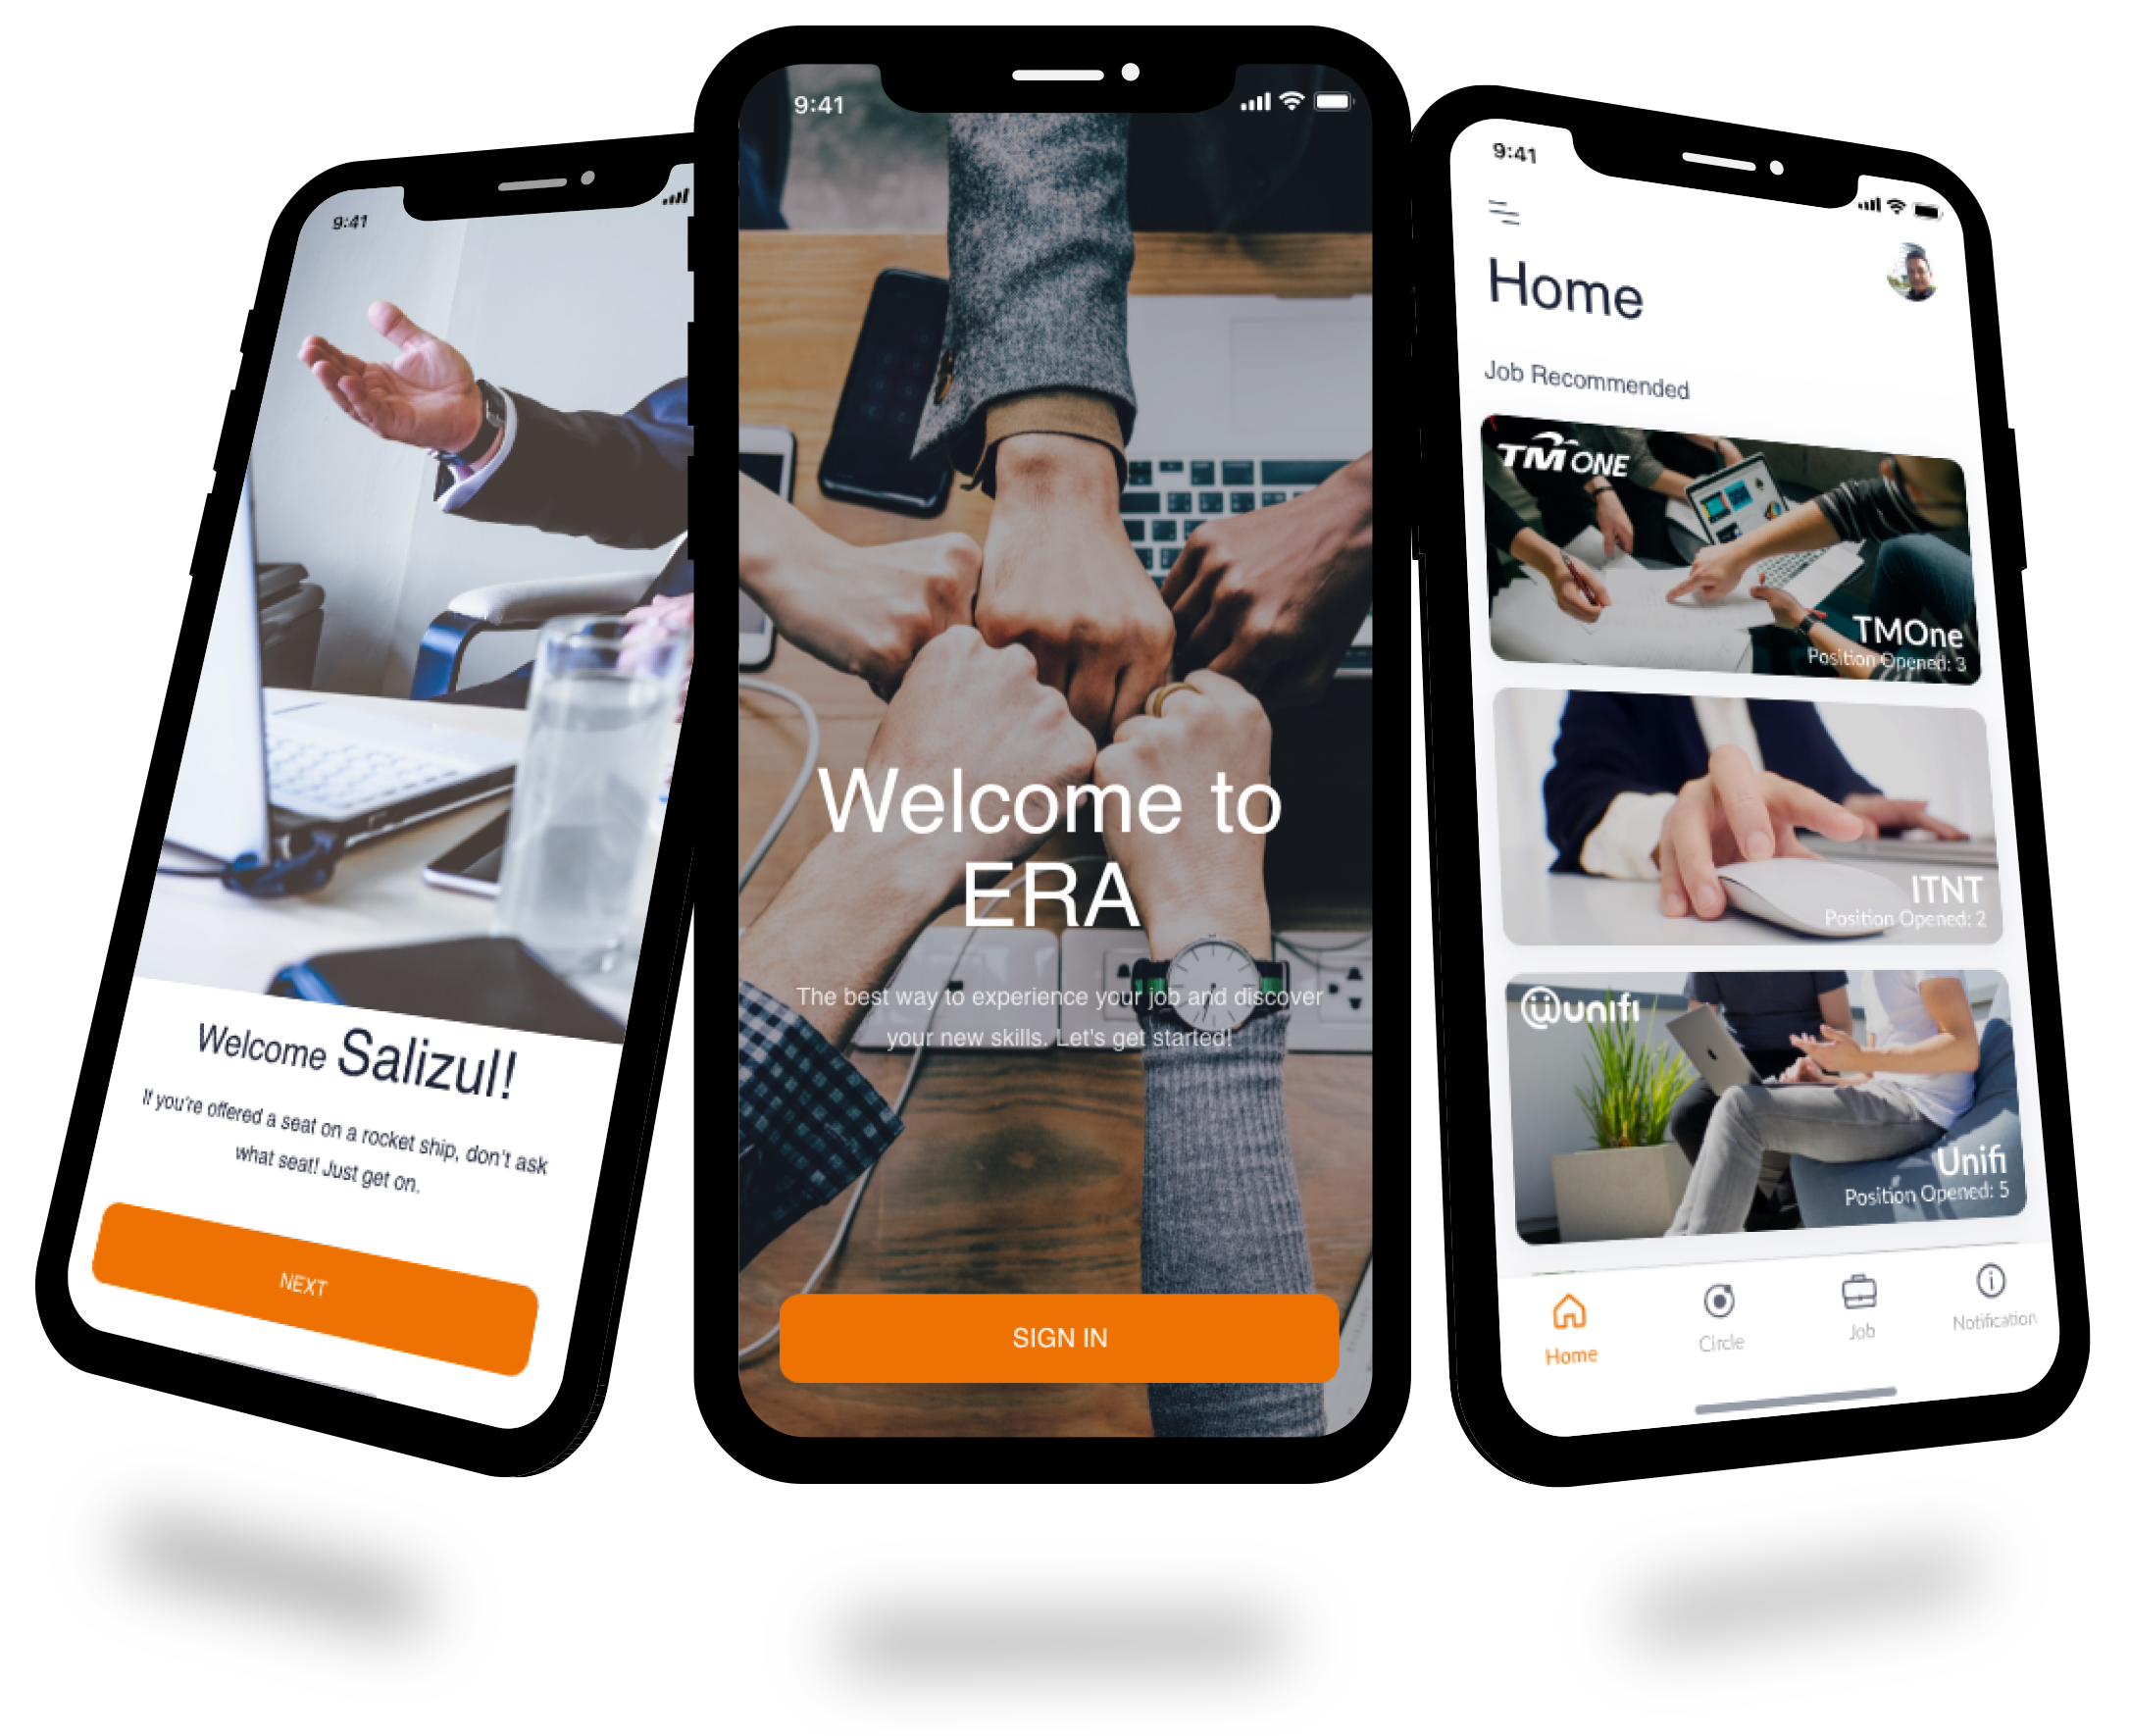 9:41
Welcome Salizul!
If you're offered a seat on a rocket ship, don't ask
what seat! Just get on.
NEXT
9:41
Welcome to
ERA
The best way to experience your job and discover
your new skills. Let's get started!
SIGN IN
9:41
Home
Job Recommended
TM ONE
TMOne
Position Opened: 3
ITNT
Position Opened: 2
unifi
Unifi
Position Opened: 5
Home
Circle
Job
Notification